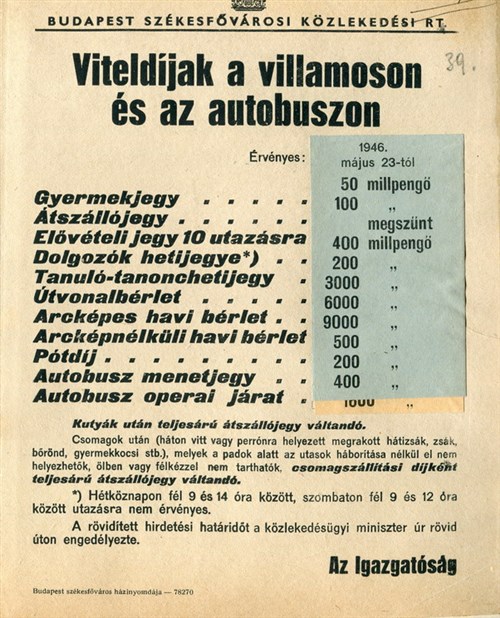 BUDAPEST SZÉKESFŐVÁROSI KÖZLEKEDÉSI RT.
39.
Viteldíjak a villamoson
és az autobuszon
Érvényes: 1946. május 23-tól
Gyermekjegy . . . . . 50 millpengö
Átszállójegy . . . . . 100 „
Elővételi jegy 10 utazásra megszünt
Dolgozók hetijegye*) . . 400 millpengö
Tanuló-tanonchetijegy . 200 „
Útvonalbérlet . . . . . 3000 „
Arcképes havi bérlet . . 6000 „
Arcképnélküli havi bérlet 9000 „
Pótdíj . . . . . . . 500 „
Autobusz menetjegy . . 200 „
Autobusz operai járat . 400 „
1600 „
Kutyák után teljesárú átszállójegy váltandó.
Csomagok után (háton vitt vagy perrónra helyezett megrakott hátizsák, zsák,
bőrönd, gyermekkocsi stb.), melyek a padok alatt az utasok háborítása nélkül el nem
helyezhetők, ölben vagy félkézzel nem tarthatók, csomagszállítási díjként
teljesárú átszállójegy váltandó.
*) Hétköznapon fél 9 és 14 óra között, szombaton fél 9 és 12 óra
között utazásra nem érvényes.
A rövidített hirdetési határidőt a közlekedésügyi miniszter úr rövid
úton engedélyezte.
Az Igazgatóság
Budapest székesfőváros házinyomdája — 78270